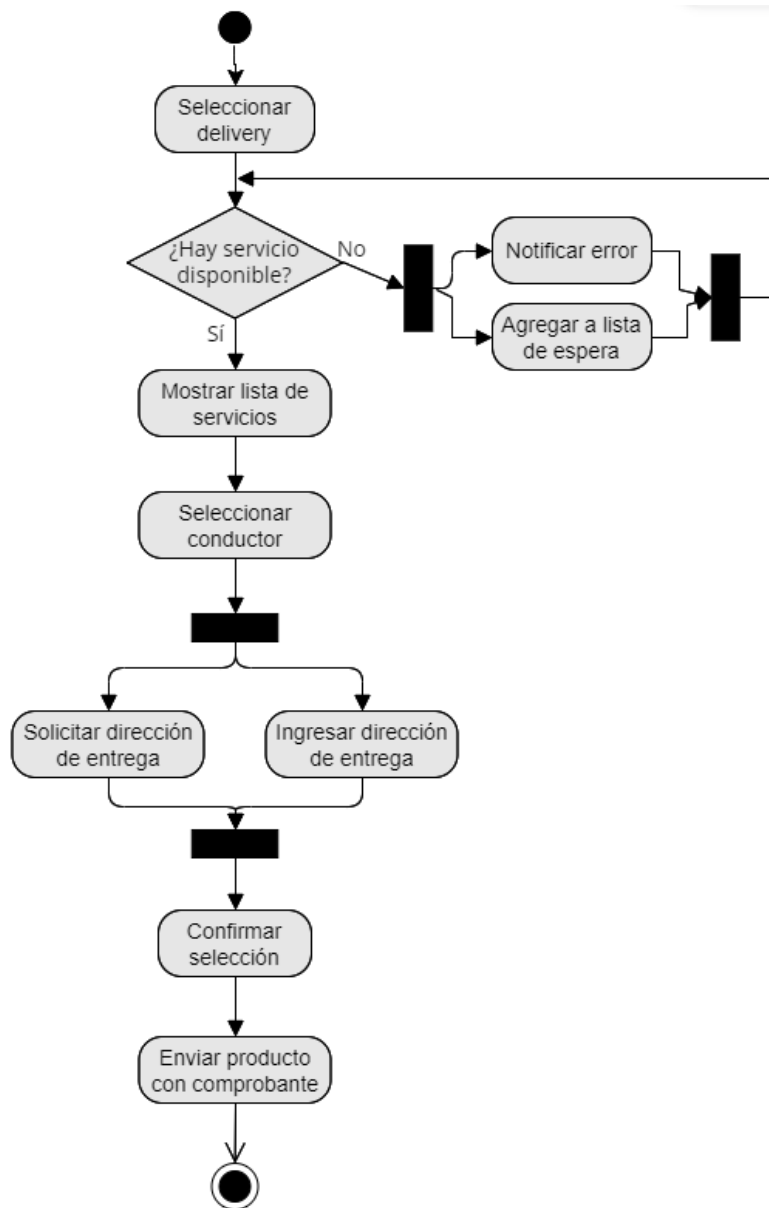 Seleccionar
delivery
¿Hay servicio
disponible?
No
Notificar error
Agregar a lista
de espera
Sí
Mostrar lista de
servicios
Seleccionar
conductor
Solicitar dirección
de entrega
Ingresar dirección
de entrega
Confirmar
selección
Enviar producto
con comprobante